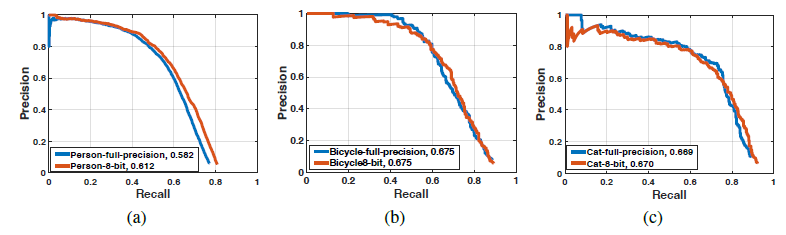 1
0.8
0.6
0.4
0.2
0
Precision
Person-full-precision, 0.582
Person-8-bit, 0.612
0 0.2 0.4 0.6 0.8 1
Recall
(a)
1
0.8
0.6
0.4
0.2
0
Precision
Bicycle-full-precision, 0.675
Bicycle8-bit, 0.675
0 0.2 0.4 0.6 0.8 1
Recall
(b)
1
0.8
0.6
0.4
0.2
0
Precision
Cat-full-precision, 0.669
Cat-8-bit, 0.670
0 0.2 0.4 0.6 0.8 1
Recall
(c)